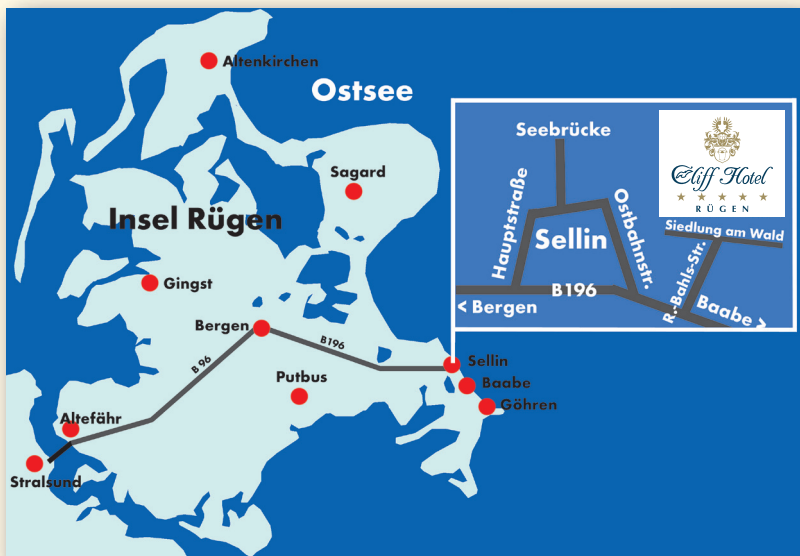 Altenkirchen
Ostsee
Sagard
Insel Rügen
Gingst
Bergen
B 96
B196
Putbus
Sellin
Baabe
Göhren
Altefähr
Stralsund
Seebrücke
Hauptstraße
Sellin
Ostbahnstr.
B196
< Bergen
R.-Bahls-Str.
Baabe >
Siedlung am Wald
Cliff Hotel
RÜGEN